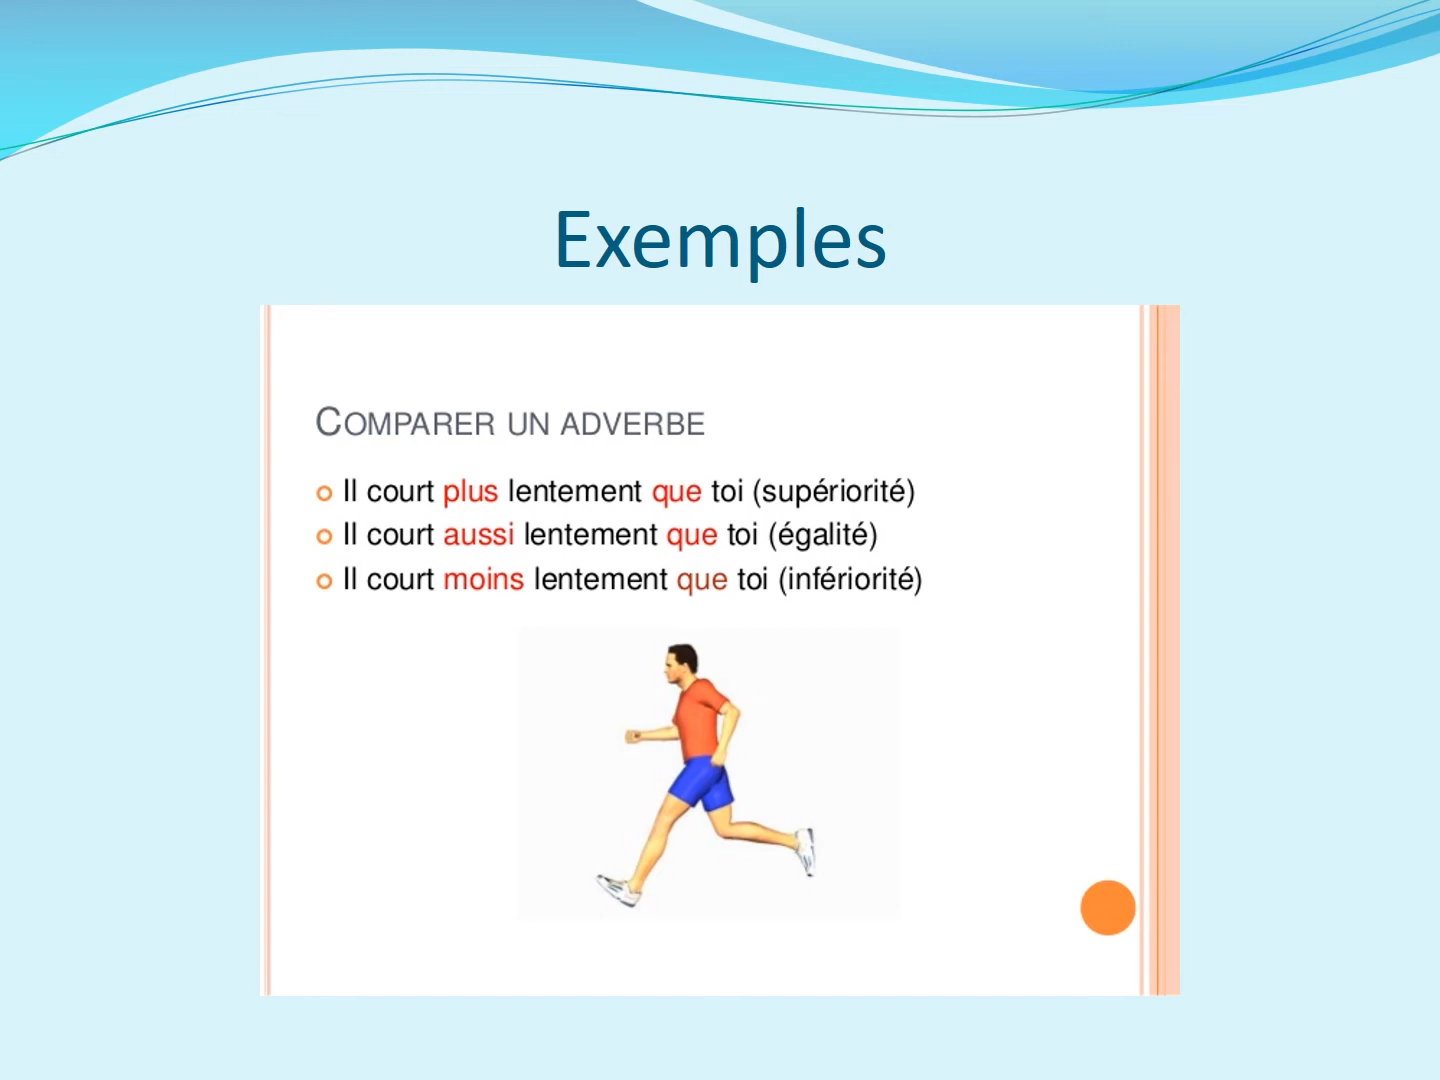 Exemples
COMPARER UN ADVERBE
Il court plus lentement que toi (supériorité)
Il court aussi lentement que toi (égalité)
Il court moins lentement que toi (infériorité)